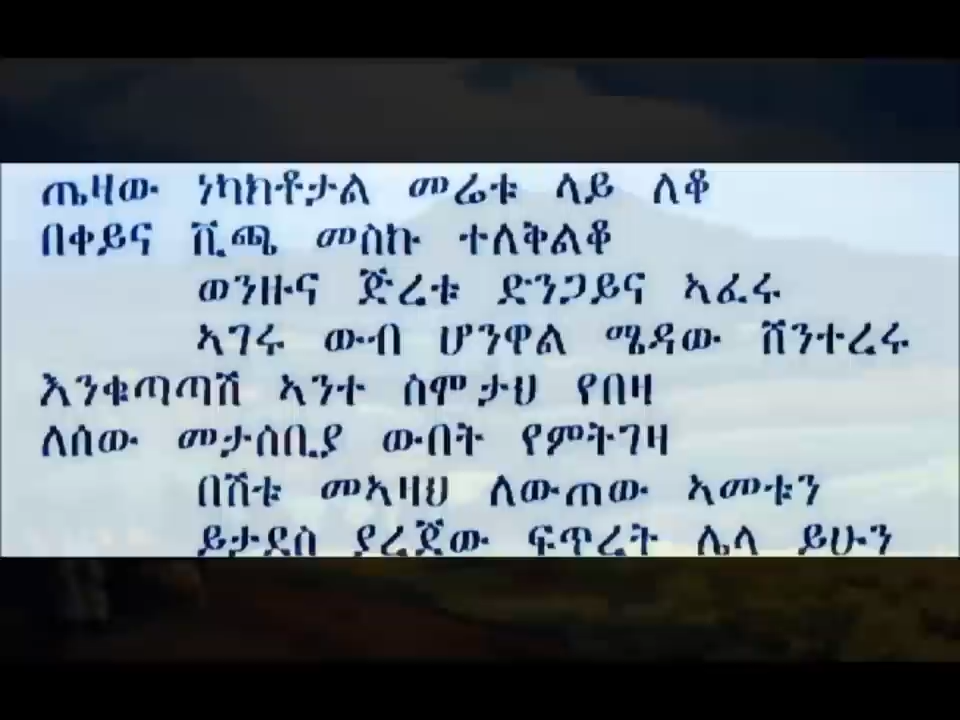 ጤዛው ነካክቶታል መሬቱ ላይ ለቆ
በቀይና ሺጫ መስኩ ተለቅልቆ
ወንዙና ጅረቱ ድንጋይና ኣፈሩ
ኣገሩ ውብ ሆንዋል ሜዳው ሸንተረሩ
እንቁጣጣሽ ኣንተ ስሞታህ የበዛ
ለሰው መታሰቢያ ውበት የምትገዛ
በሽቱ መኣዛህ ለውጠው ኣመቱን
ይታደስ ያረጀው ፍጥረት ሌላ ይሁን